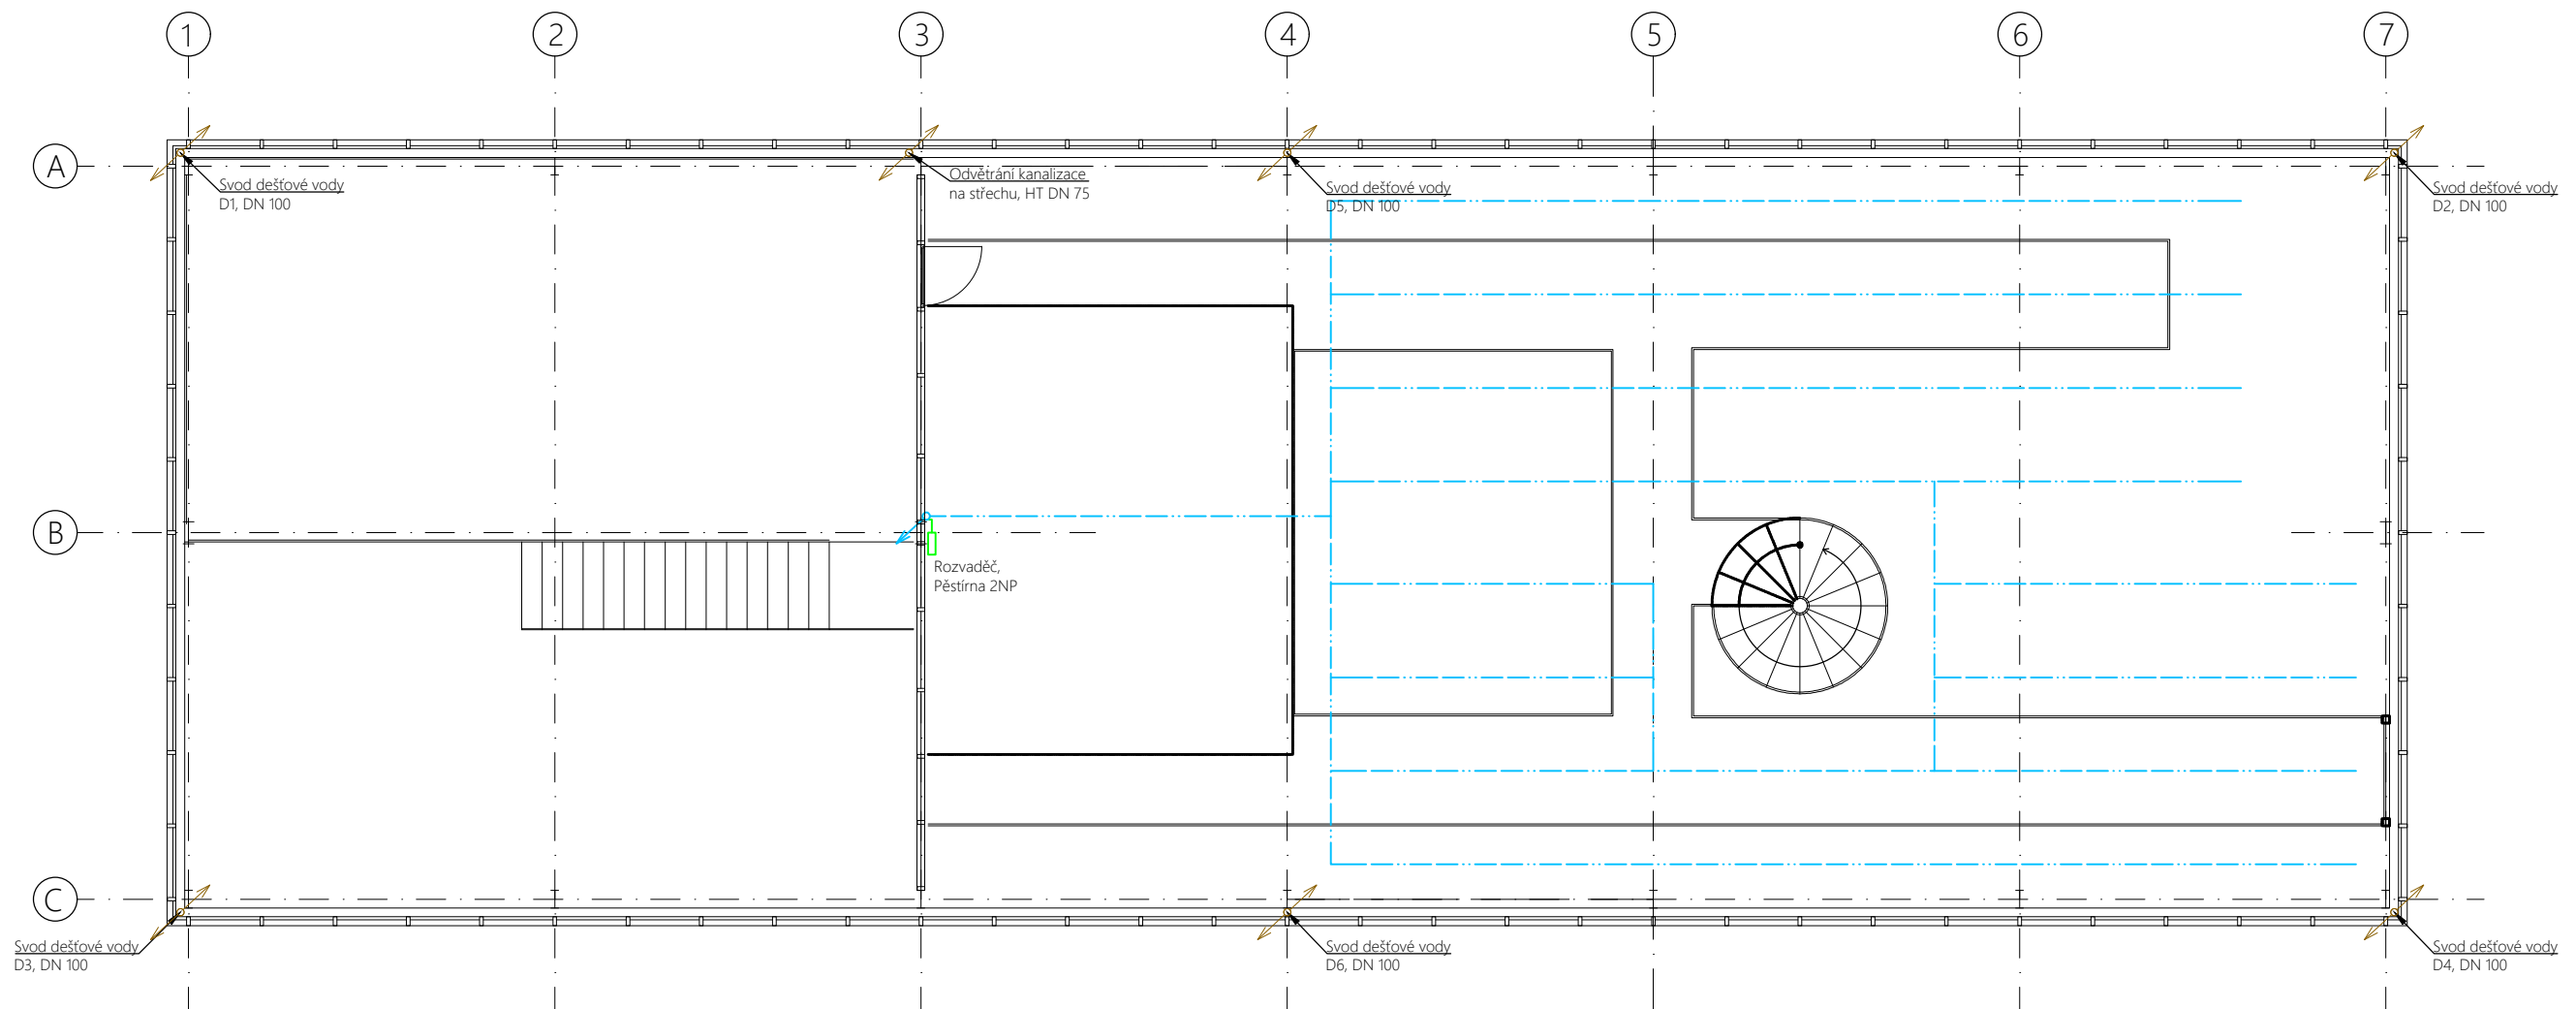 1 2 3 4 5 6 7
A
Svod dešťové vody
D1, DN 100
Odvětrání kanalizace
na střechu, HT DN 75
Svod dešťové vody
D5, DN 100
Svod dešťové vody
D2, DN 100
B
Rozvaděč,
Pěstírna 2NP
C
Svod dešťové vody
D3, DN 100
Svod dešťové vody
D6, DN 100
Svod dešťové vody
D4, DN 100